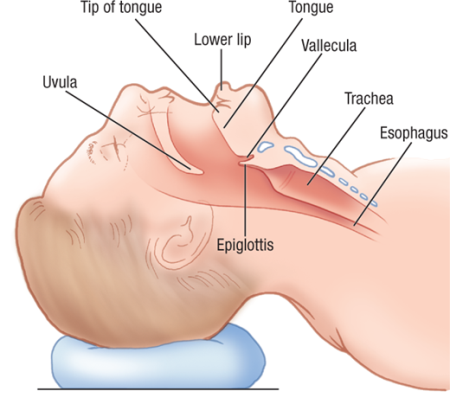 Tip of tongue
Tongue
Lower lip
Vallecula
Uvula
Trachea
Esophagus
Epiglottis